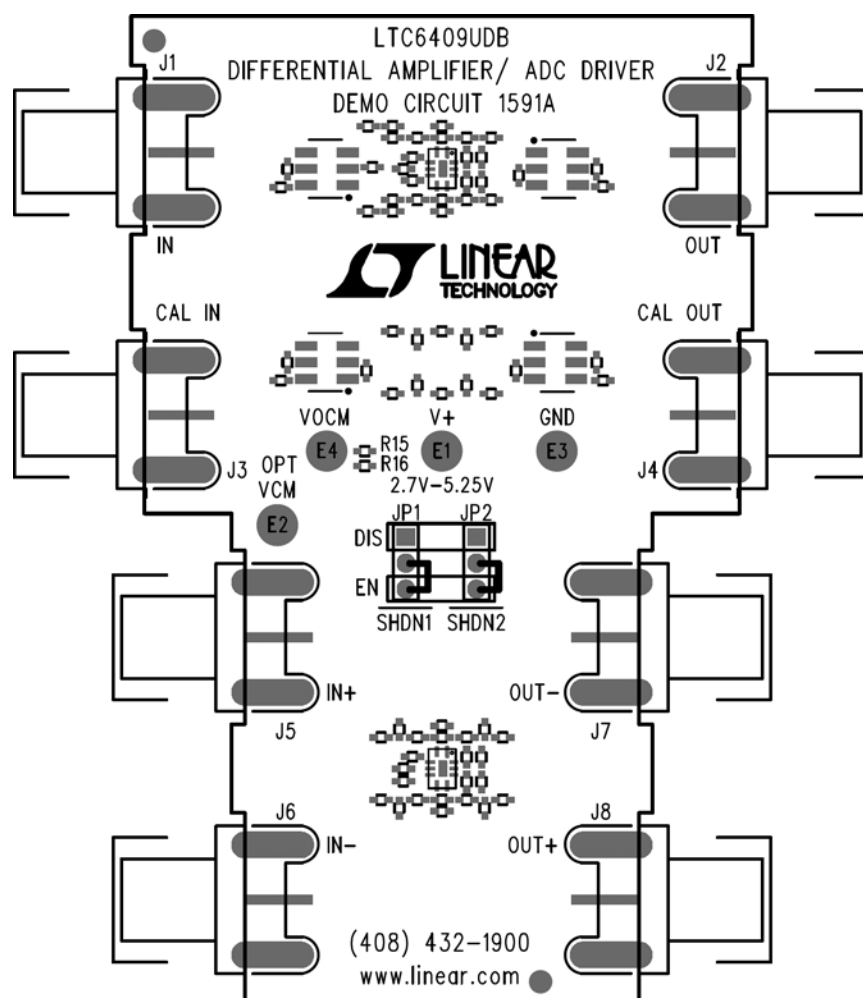 LTC6409UDB
J1
J2
DIFFERENTIAL AMPLIFIER/ ADC DRIVER
DEMO CIRCUIT 1591A
IN
OUT
LINEAR
TECHNOLOGY
CAL IN
CAL OUT
VOCM
V+
GND
E4
R15
R16
E1
E3
J3
J4
OPT
VCM
E2
2.7V-5.25V
JP1
JP2
DIS
EN
SHDN1
SHDN2
IN+
OUT-
J5
J7
J6
J8
IN-
OUT+
(408) 432-1900
www.linear.com